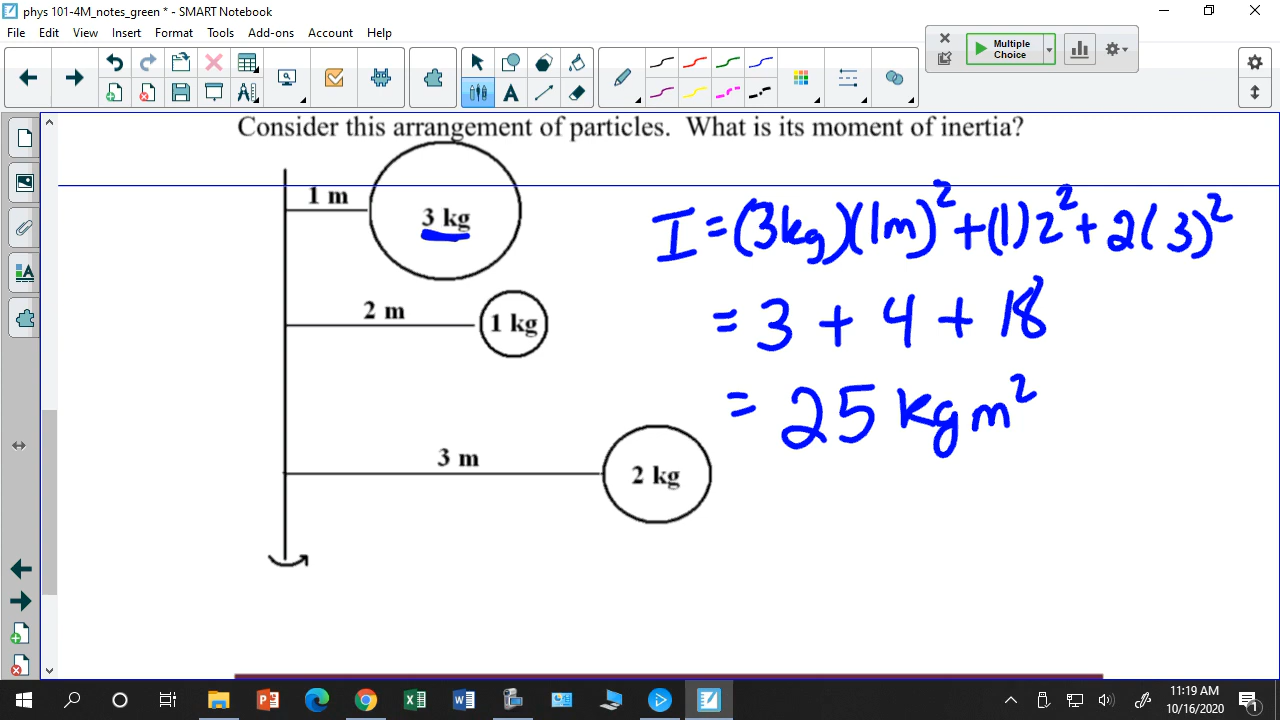 phys 101-4M_notes_green * - SMART Notebook
File Edit View Insert Format Tools Add-ons Account Help
Multiple
Choice
Consider this arrangement of particles. What is its moment of inertia?
1 m
3 kg
I = (3kg)(1m)² + (1)2² + 2(3)²
2 m
1 kg
= 3 + 4 + 18
= 25 kgm²
3 m
2 kg
11:19 AM
10/16/2020
1